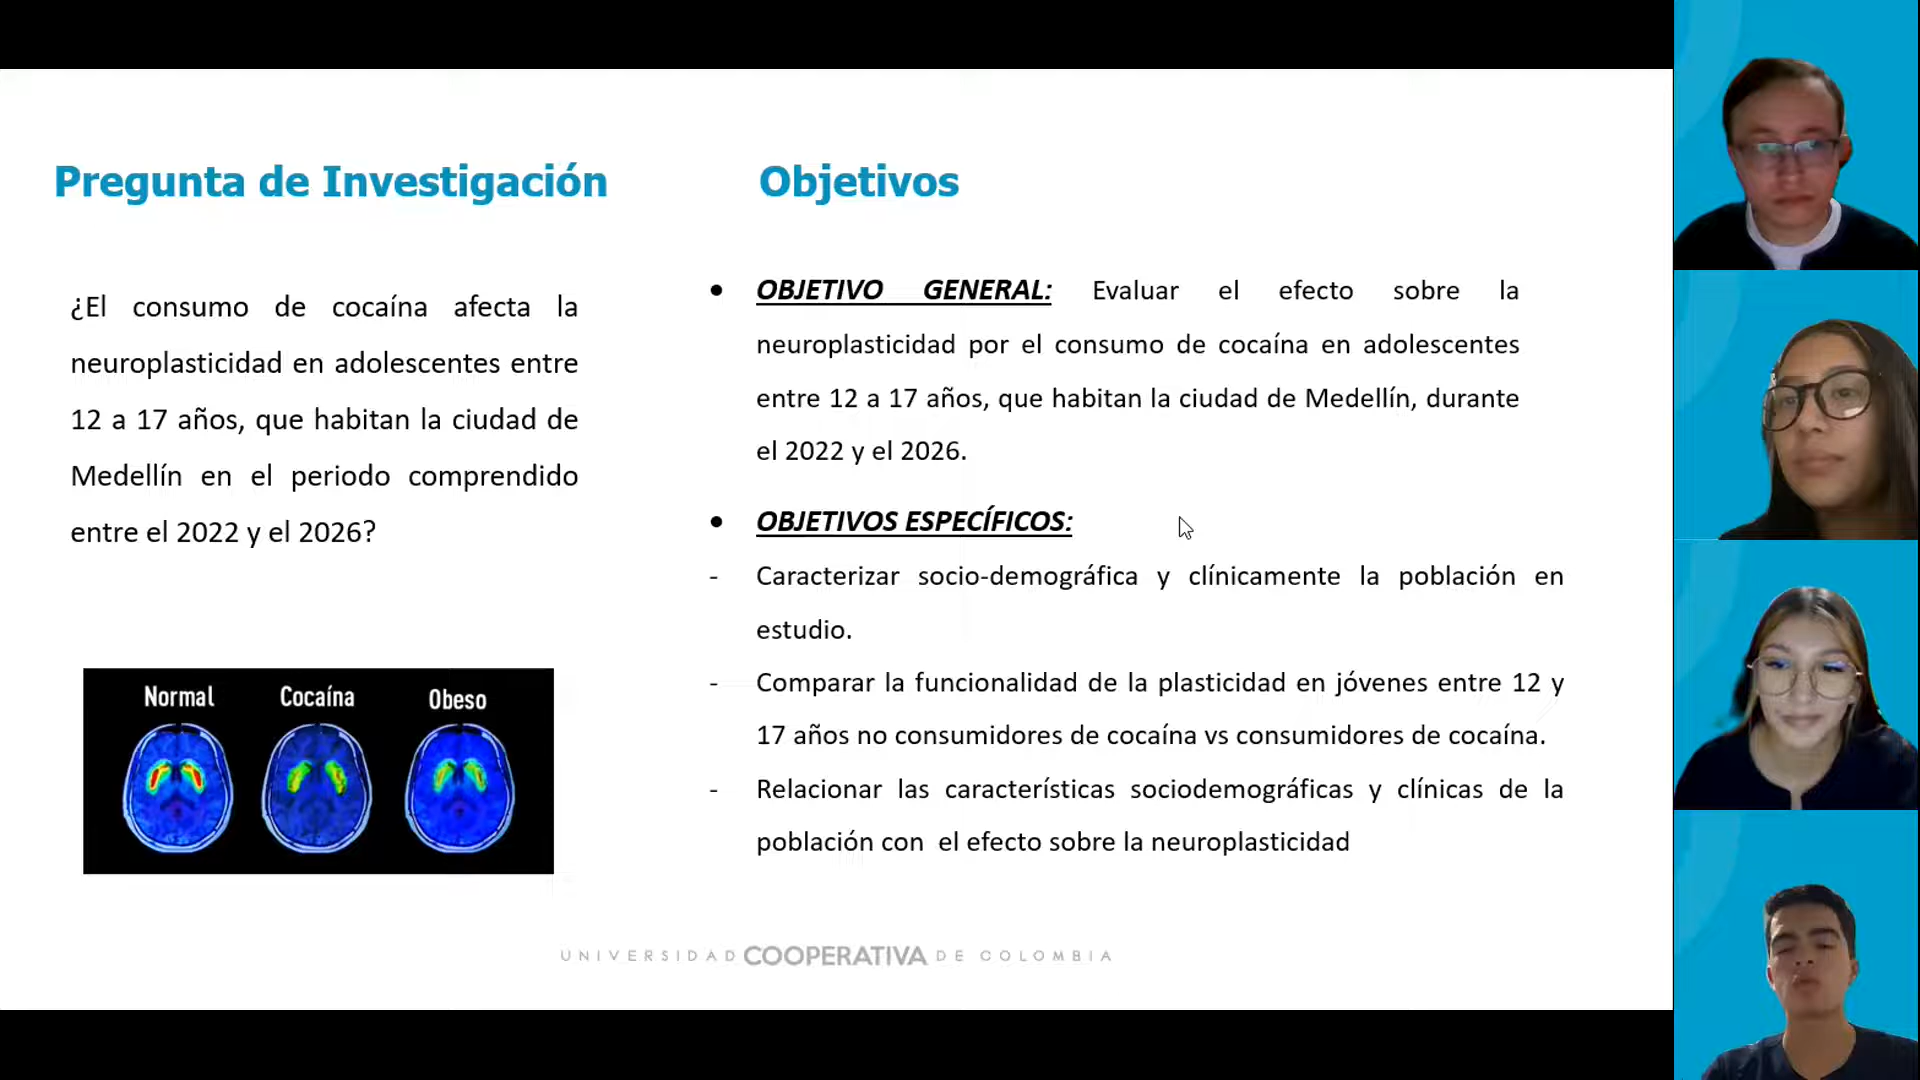 Pregunta de Investigación
¿El consumo de cocaína afecta la
neuroplasticidad en adolescentes entre
12 a 17 años, que habitan la ciudad de
Medellín en el periodo comprendido
entre el 2022 y el 2026?
Normal Cocaína Obeso
Objetivos
• OBJETIVO GENERAL: Evaluar el efecto sobre la
neuroplasticidad por el consumo de cocaína en adolescentes
entre 12 a 17 años, que habitan la ciudad de Medellín, durante
el 2022 y el 2026.
• OBJETIVOS ESPECÍFICOS:
- Caracterizar socio-demográfica y clínicamente la población en
estudio.
- Comparar la funcionalidad de la plasticidad en jóvenes entre 12 y
17 años no consumidores de cocaína vs consumidores de cocaína.
- Relacionar las características sociodemográficas y clínicas de la
población con el efecto sobre la neuroplasticidad
UNIVERSIDAD COOPERATIVA DE COLOMBIA